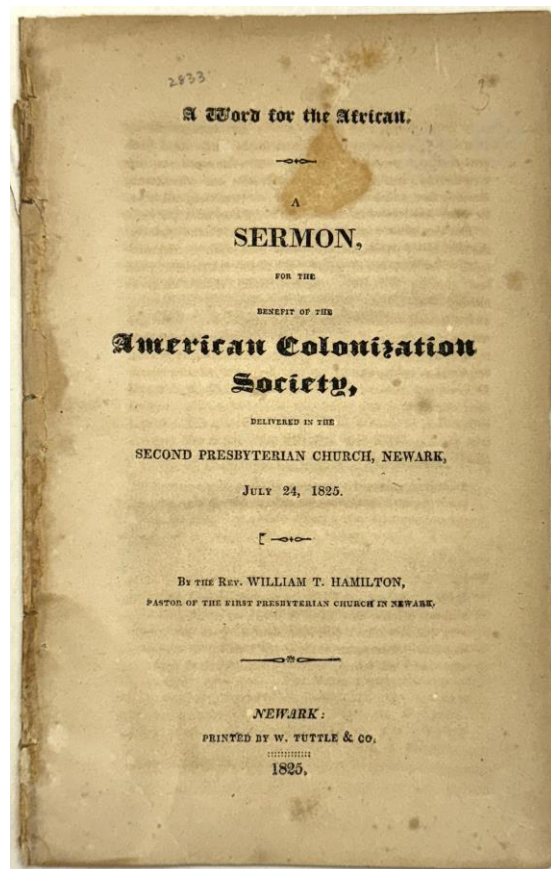 2833
A Word for the African.
A
SERMON,
FOR THE
BENEFIT OF THE
American Colonization
Society,
DELIVERED IN THE
SECOND PRESBYTERIAN CHURCH, NEWARK,
JULY 24, 1825.
BY THE REV. WILLIAM T. HAMILTON,
PASTOR OF THE FIRST PRESBYTERIAN CHURCH IN NEWARK,
NEWARK:
PRINTED BY W. TUTTLE & CO.
1825,